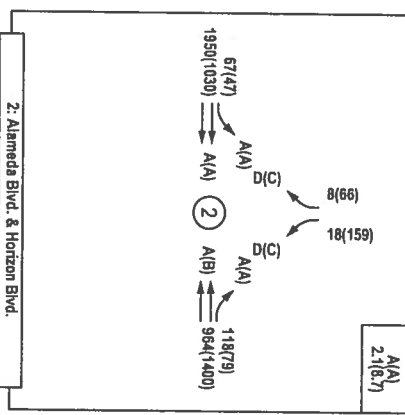 A(A)
2.1(8.7)
8(66)
18(159)
67(47)
1950(1030)
A(A)
D(C)
D(C)
A(A)
A(A)
2
A(B)
118(79)
964(1400)
2: Alameda Blvd. & Horizon Blvd.